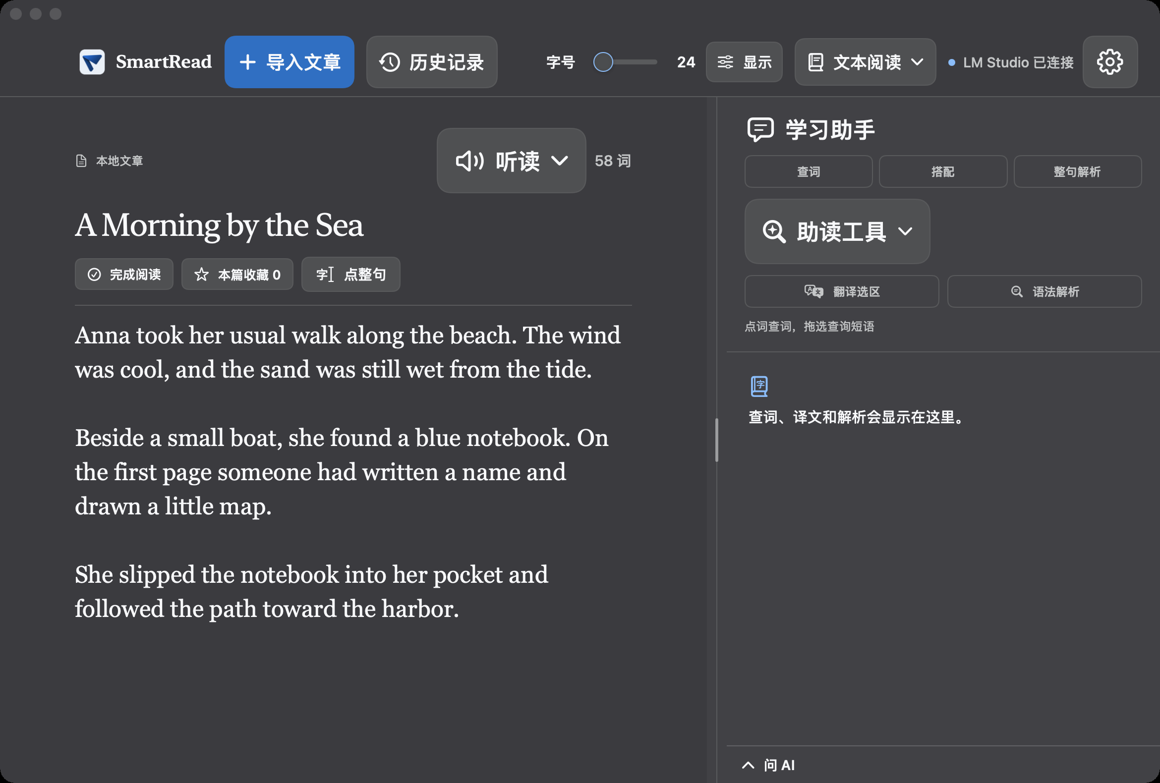 SmartRead
导入文章
历史记录
字号
24
显示
文本阅读
LM Studio 已连接
本地文章
听读
58 词
A Morning by the Sea
完成阅读
本篇收藏 0
点整句
Anna took her usual walk along the beach. The wind
was cool, and the sand was still wet from the tide.
Beside a small boat, she found a blue notebook. On
the first page someone had written a name and
drawn a little map.
She slipped the notebook into her pocket and
followed the path toward the harbor.
学习助手
查词
搭配
整句解析
助读工具
翻译选区
语法解析
点词查词，拖选查询短语
查词、译文和解析会显示在这里。
问 AI